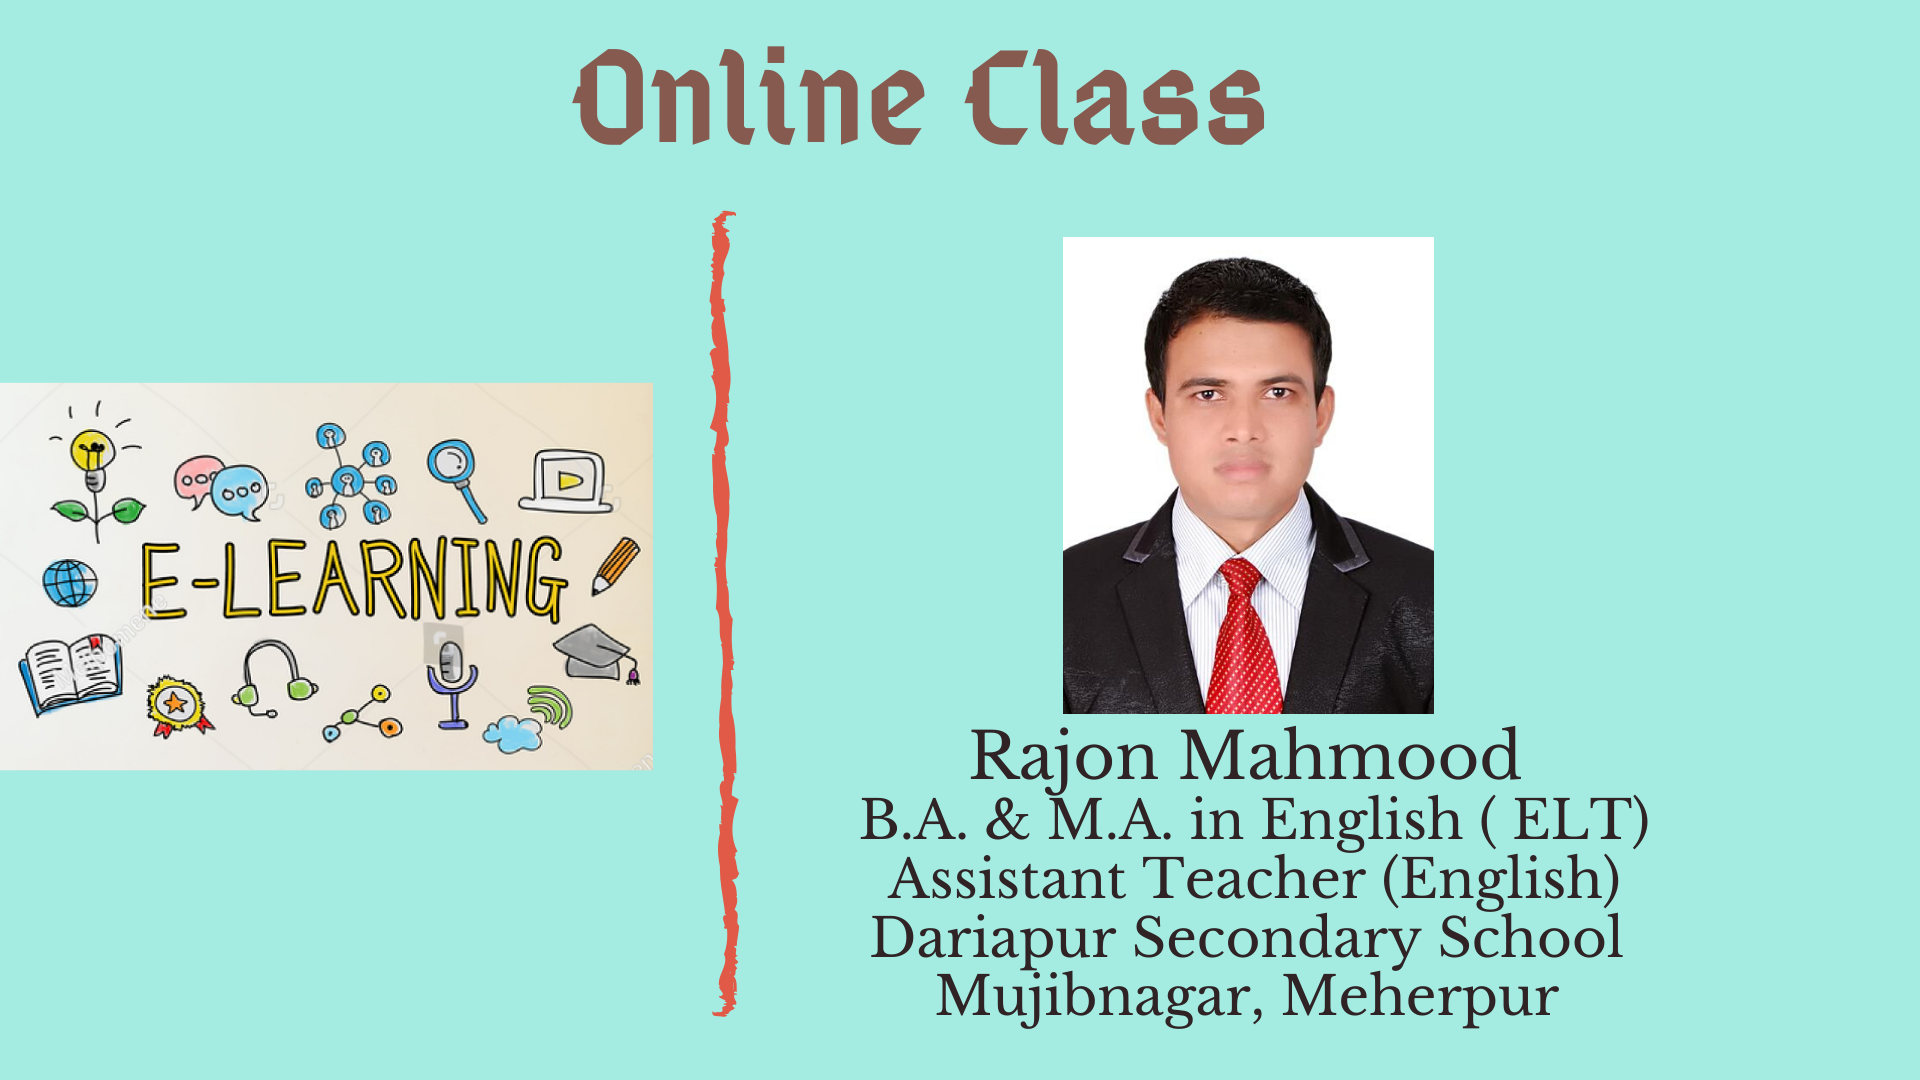 Online Class
E-LEARNING
Rajon Mahmood
B.A. & M.A. in English ( ELT)
Assistant Teacher (English)
Dariapur Secondary School
Mujibnagar, Meherpur